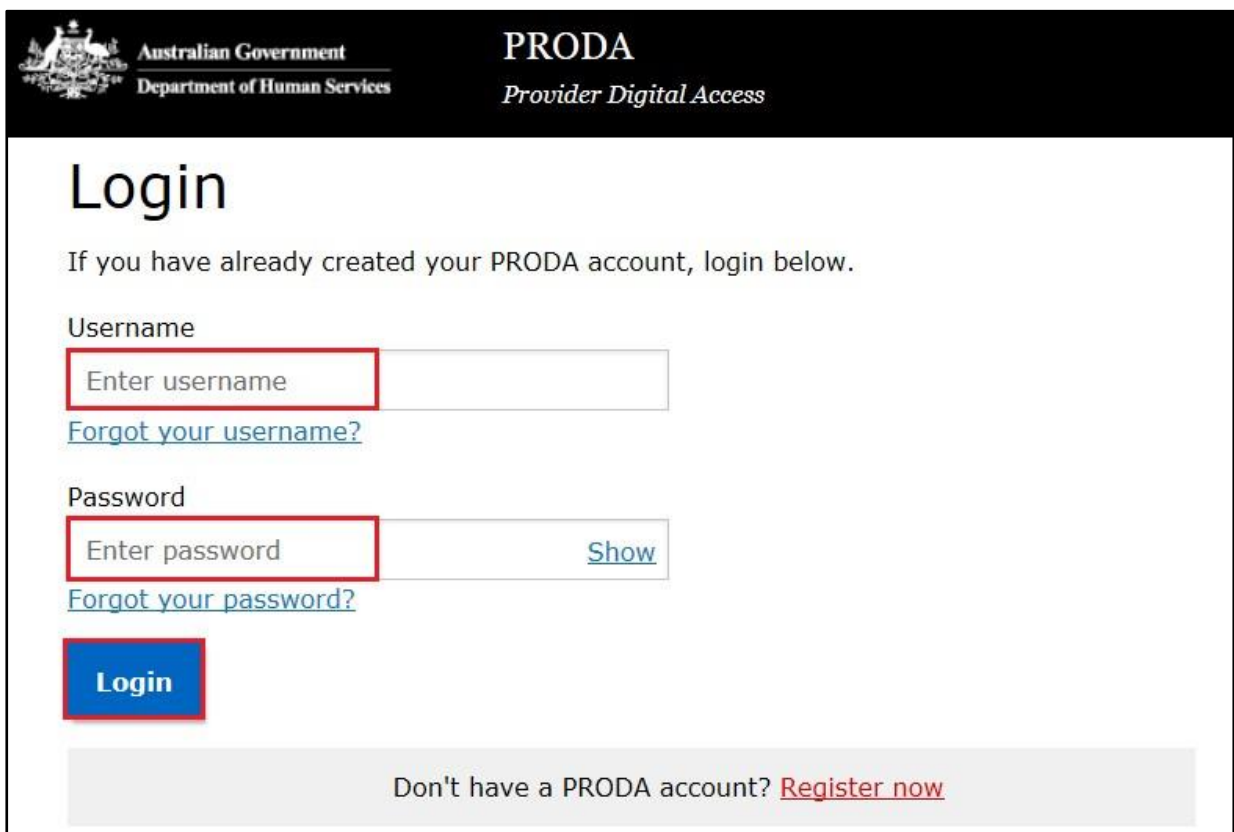 Australian Government
Department of Human Services
PRODA
Provider Digital Access
Login
If you have already created your PRODA account, login below.
Username
Enter username
Forgot your username?
Password
Enter password Show
Forgot your password?
Login
Don't have a PRODA account? Register now